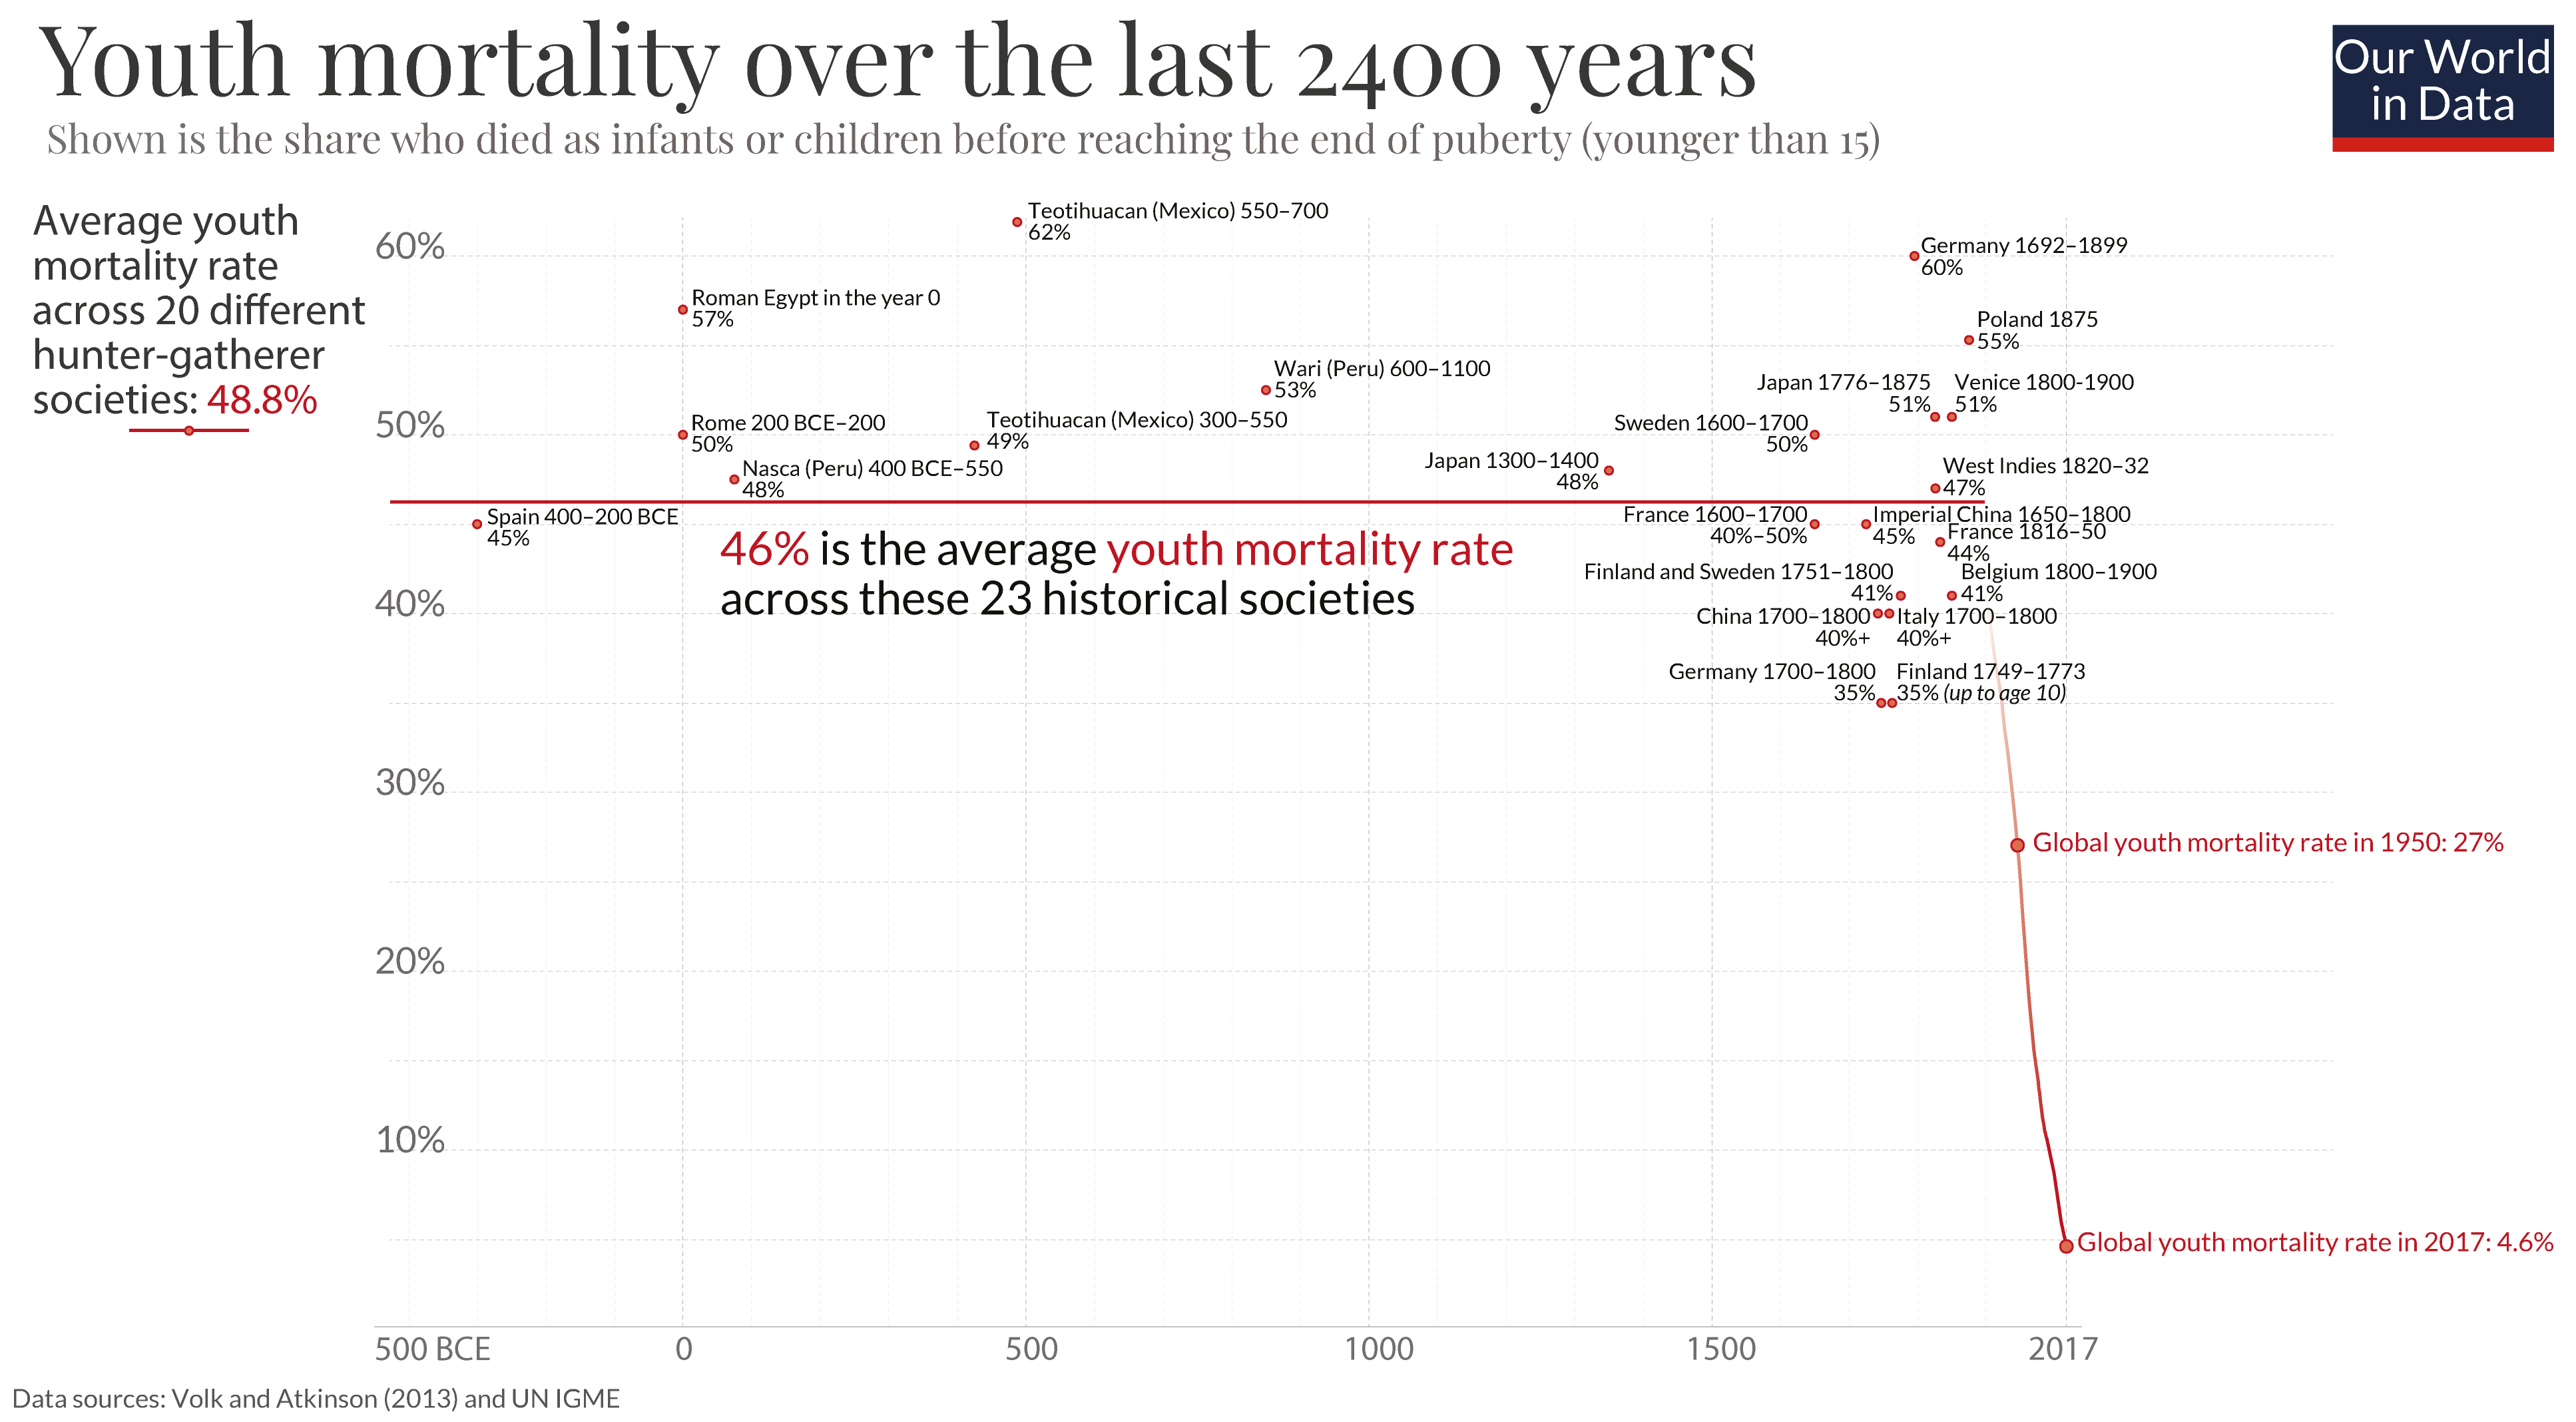 Youth mortality over the last 2400 years
Shown is the share who died as infants or children before reaching the end of puberty (younger than 15)
Our World
in Data
Average youth
mortality rate
across 20 different
hunter-gatherer
societies: 48.8%
60%
50%
40%
30%
20%
10%
Teotihuacan (Mexico) 550–700
62%
Germany 1692–1899
60%
Roman Egypt in the year 0
57%
Poland 1875
55%
Wari (Peru) 600–1100
53%
Japan 1776–1875
51%
Venice 1800-1900
51%
Rome 200 BCE–200
50%
Teotihuacan (Mexico) 300–550
49%
Sweden 1600–1700
50%
Nasca (Peru) 400 BCE–550
48%
Japan 1300–1400
48%
West Indies 1820–32
47%
Spain 400–200 BCE
45%
France 1600–1700
40%–50%
Imperial China 1650–1800
45%
France 1816–50
44%
46% is the average youth mortality rate
across these 23 historical societies
Finland and Sweden 1751–1800
41%
Belgium 1800–1900
41%
China 1700–1800
40%+
Italy 1700–1800
40%+
Germany 1700–1800
35%
Finland 1749–1773
35% (up to age 10)
Global youth mortality rate in 1950: 27%
Global youth mortality rate in 2017: 4.6%
500 BCE
0
500
1000
1500
2017
Data sources: Volk and Atkinson (2013) and UN IGME